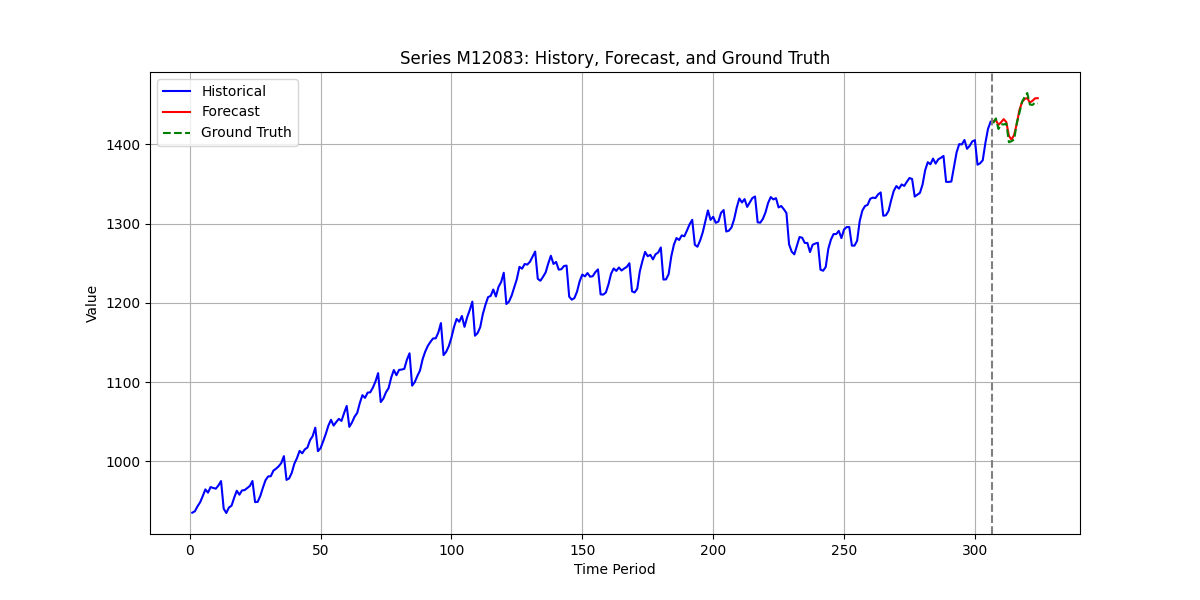 Series M12083: History, Forecast, and Ground Truth
Historical
Forecast
Ground Truth
Value
1400
1300
1200
1100
1000
0 50 100 150 200 250 300
Time Period